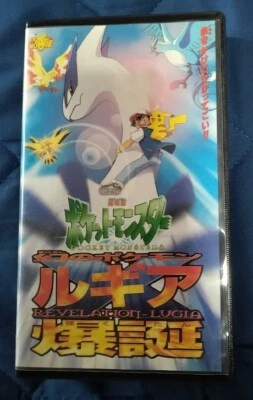 劇場版
ポケットモンスター
POCKET MONSTERS
幻のポケモン
ルギア
REVELATION-LUGIA
爆誕